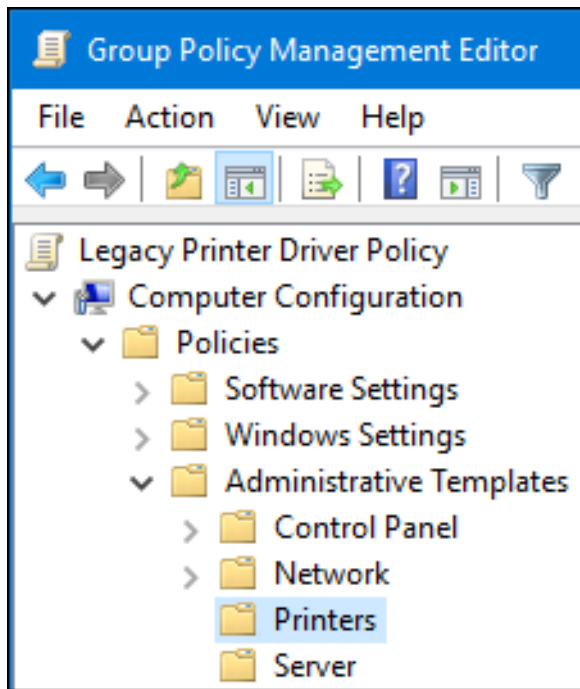 Group Policy Management Editor
File Action View Help
Legacy Printer Driver Policy
Computer Configuration
Policies
Software Settings
Windows Settings
Administrative Templates
Control Panel
Network
Printers
Server